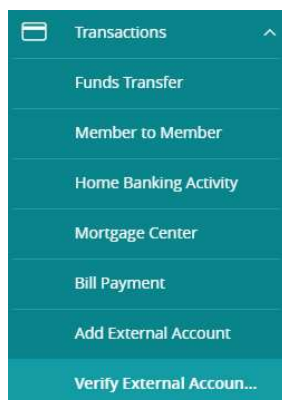 Transactions
Funds Transfer
Member to Member
Home Banking Activity
Mortgage Center
Bill Payment
Add External Account
Verify External Accoun...